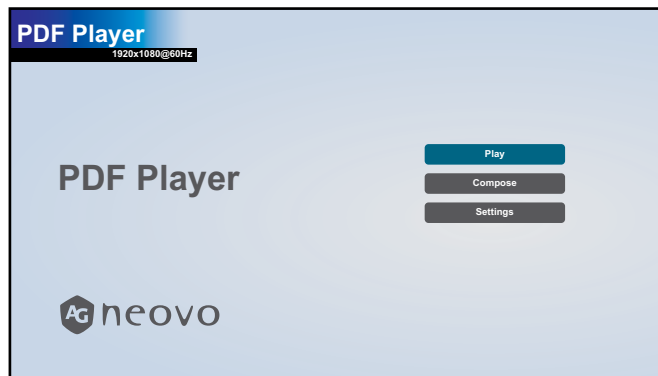 PDF Player
1920x1080@60Hz
PDF Player
Play
Compose
Settings
AG neovo